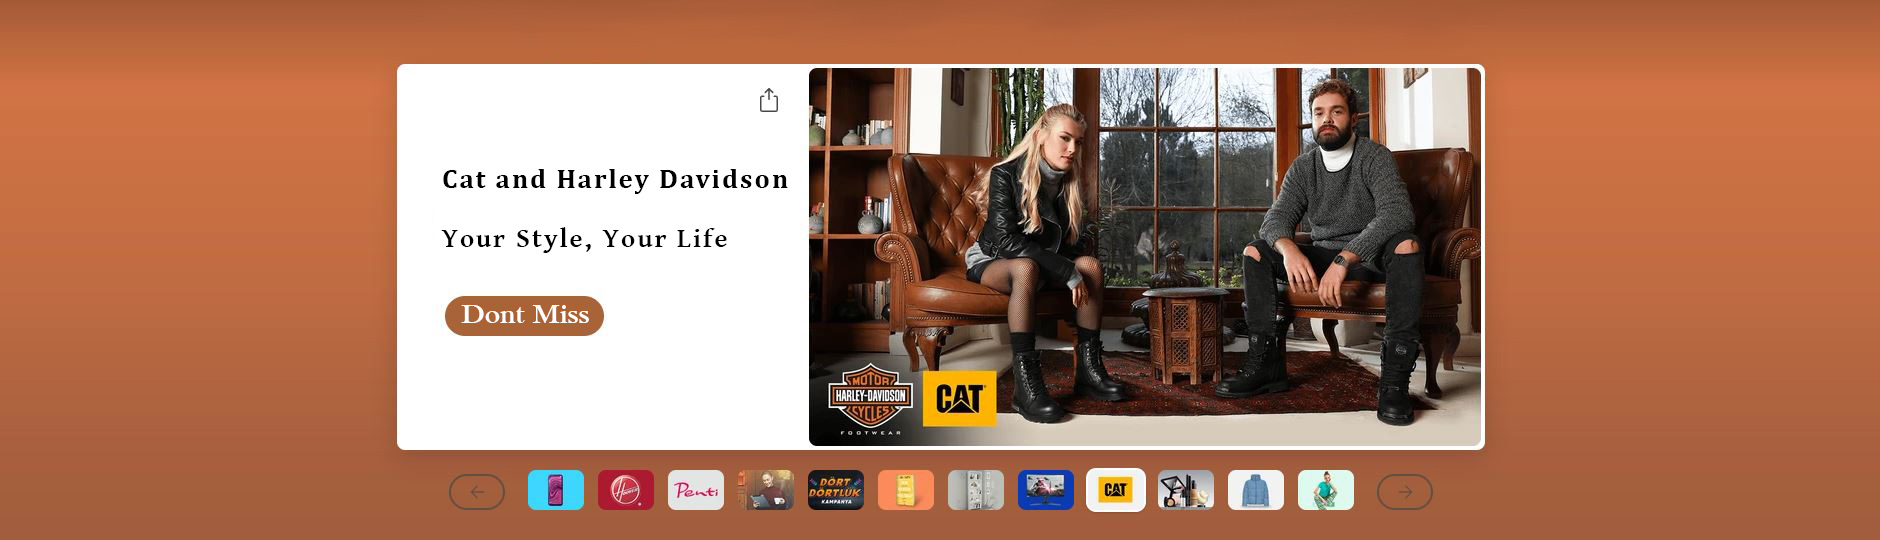 Cat and Harley Davidson
Your Style, Your Life
Dont Miss
MOTOR
HARLEY-DAVIDSON
CYCLES
FOOTWEAR
CAT
Hoover
Penti
DÖRT
DÖRTLÜK
KAMPANYA
CAT